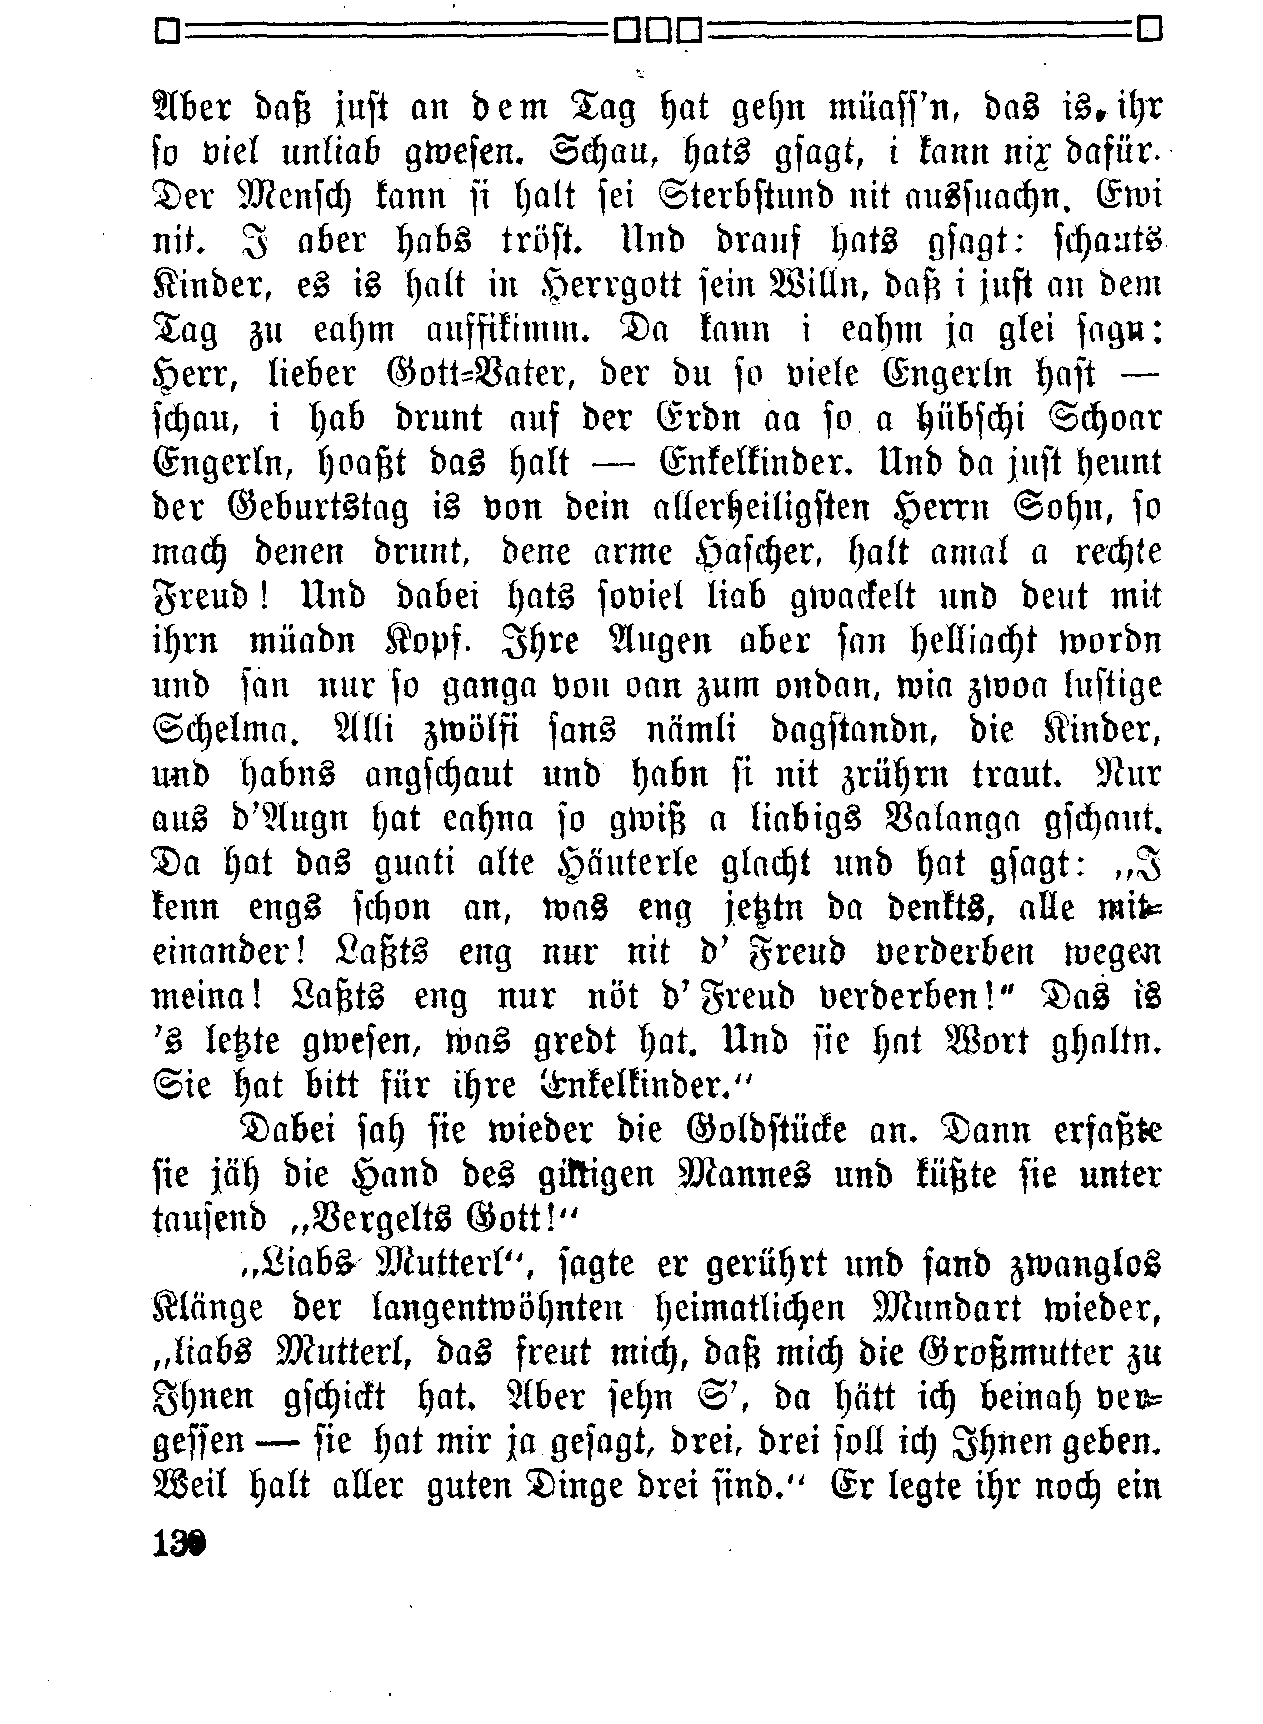 Aber daß just an dem Tag hat gehn müass'n, das is, ihr
so viel unliab gwesen. Schau, hats gsagt, i kann nix dafür.
Der Mensch kann si halt sei Sterbstund nit aussuachn. Ewi
nit. I aber habs tröst. Und drauf hats gsagt: schauts
Kinder, es is halt in Herrgott sein Willn, daß i just an dem
Tag zu eahm auffikimm. Da kann i eahm ja glei sagn:
Herr, lieber Gott-Vater, der du so viele Engerln hast —
schau, i hab drunt auf der Erdn aa so a hübschi Schoar
Engerln, hoaßt das halt — Enkelkinder. Und da just heunt
der Geburtstag is von dein allerheiligsten Herrn Sohn, so
mach denen drunt, dene arme Hascher, halt amal a rechte
Freud! Und dabei hats soviel liab gwackelt und deut mit
ihrn müadn Kopf. Ihre Augen aber san helliacht wordn
und san nur so ganga von oan zum ondan, wia zwoa lustige
Schelma. Alli zwölfi sans nämli dagstandn, die Kinder,
und habns angschaut und habn si nit zrührn traut. Nur
aus d'Augn hat eahna so gwiß a liabigs Valanga gschaut.
Da hat das guati alte Häuterle glacht und hat gsagt: „I
kenn engs schon an, was eng jetztn da denkts, alle mit-
einander! Laßts eng nur nit d' Freud verderben wegen
meina! Laßts eng nur nöt d' Freud verderben!“ Das is
's letzte gwesen, was gredt hat. Und sie hat Wort ghaltn.
Sie hat bitt für ihre Enkelkinder.“
Dabei sah sie wieder die Goldstücke an. Dann erfaßte
sie jäh die Hand des gütigen Mannes und küßte sie unter
tausend „Vergelts Gott!“
„Liabs Mutterl“, sagte er gerührt und fand zwanglos
Klänge der langentwöhnten heimatlichen Mundart wieder,
„liabs Mutterl, das freut mich, daß mich die Großmutter zu
Ihnen gschickt hat. Aber sehn S', da hätt ich beinah ver-
gessen — sie hat mir ja gesagt, drei, drei soll ich Ihnen geben.
Weil halt aller guten Dinge drei sind.“ Er legte ihr noch ein
130